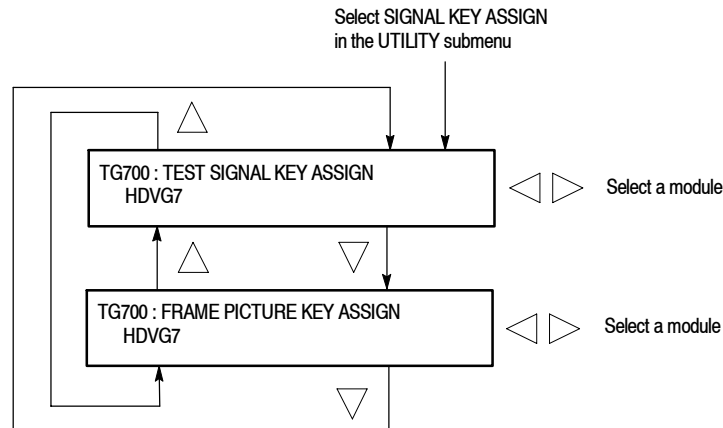 Select SIGNAL KEY ASSIGN
in the UTILITY submenu
TG700 : TEST SIGNAL KEY ASSIGN
HDVG7
Select a module
TG700 : FRAME PICTURE KEY ASSIGN
HDVG7
Select a module